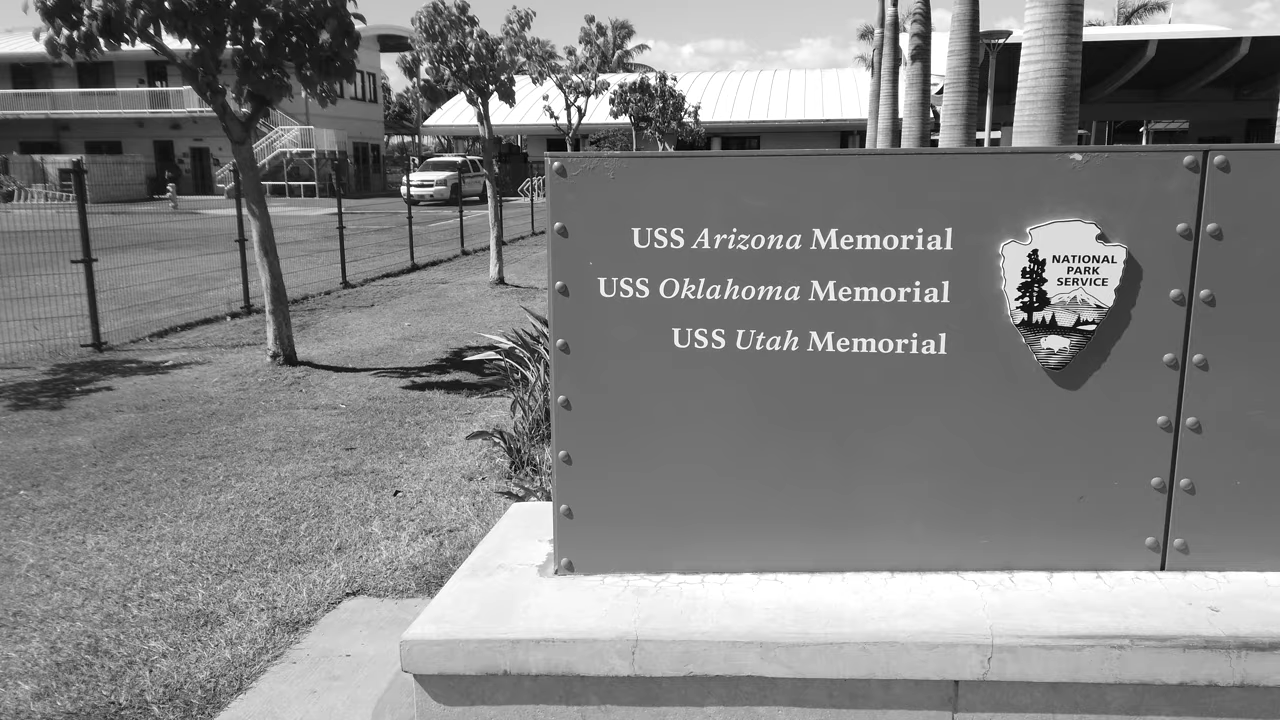 USS Arizona Memorial
USS Oklahoma Memorial
USS Utah Memorial
NATIONAL
PARK
SERVICE